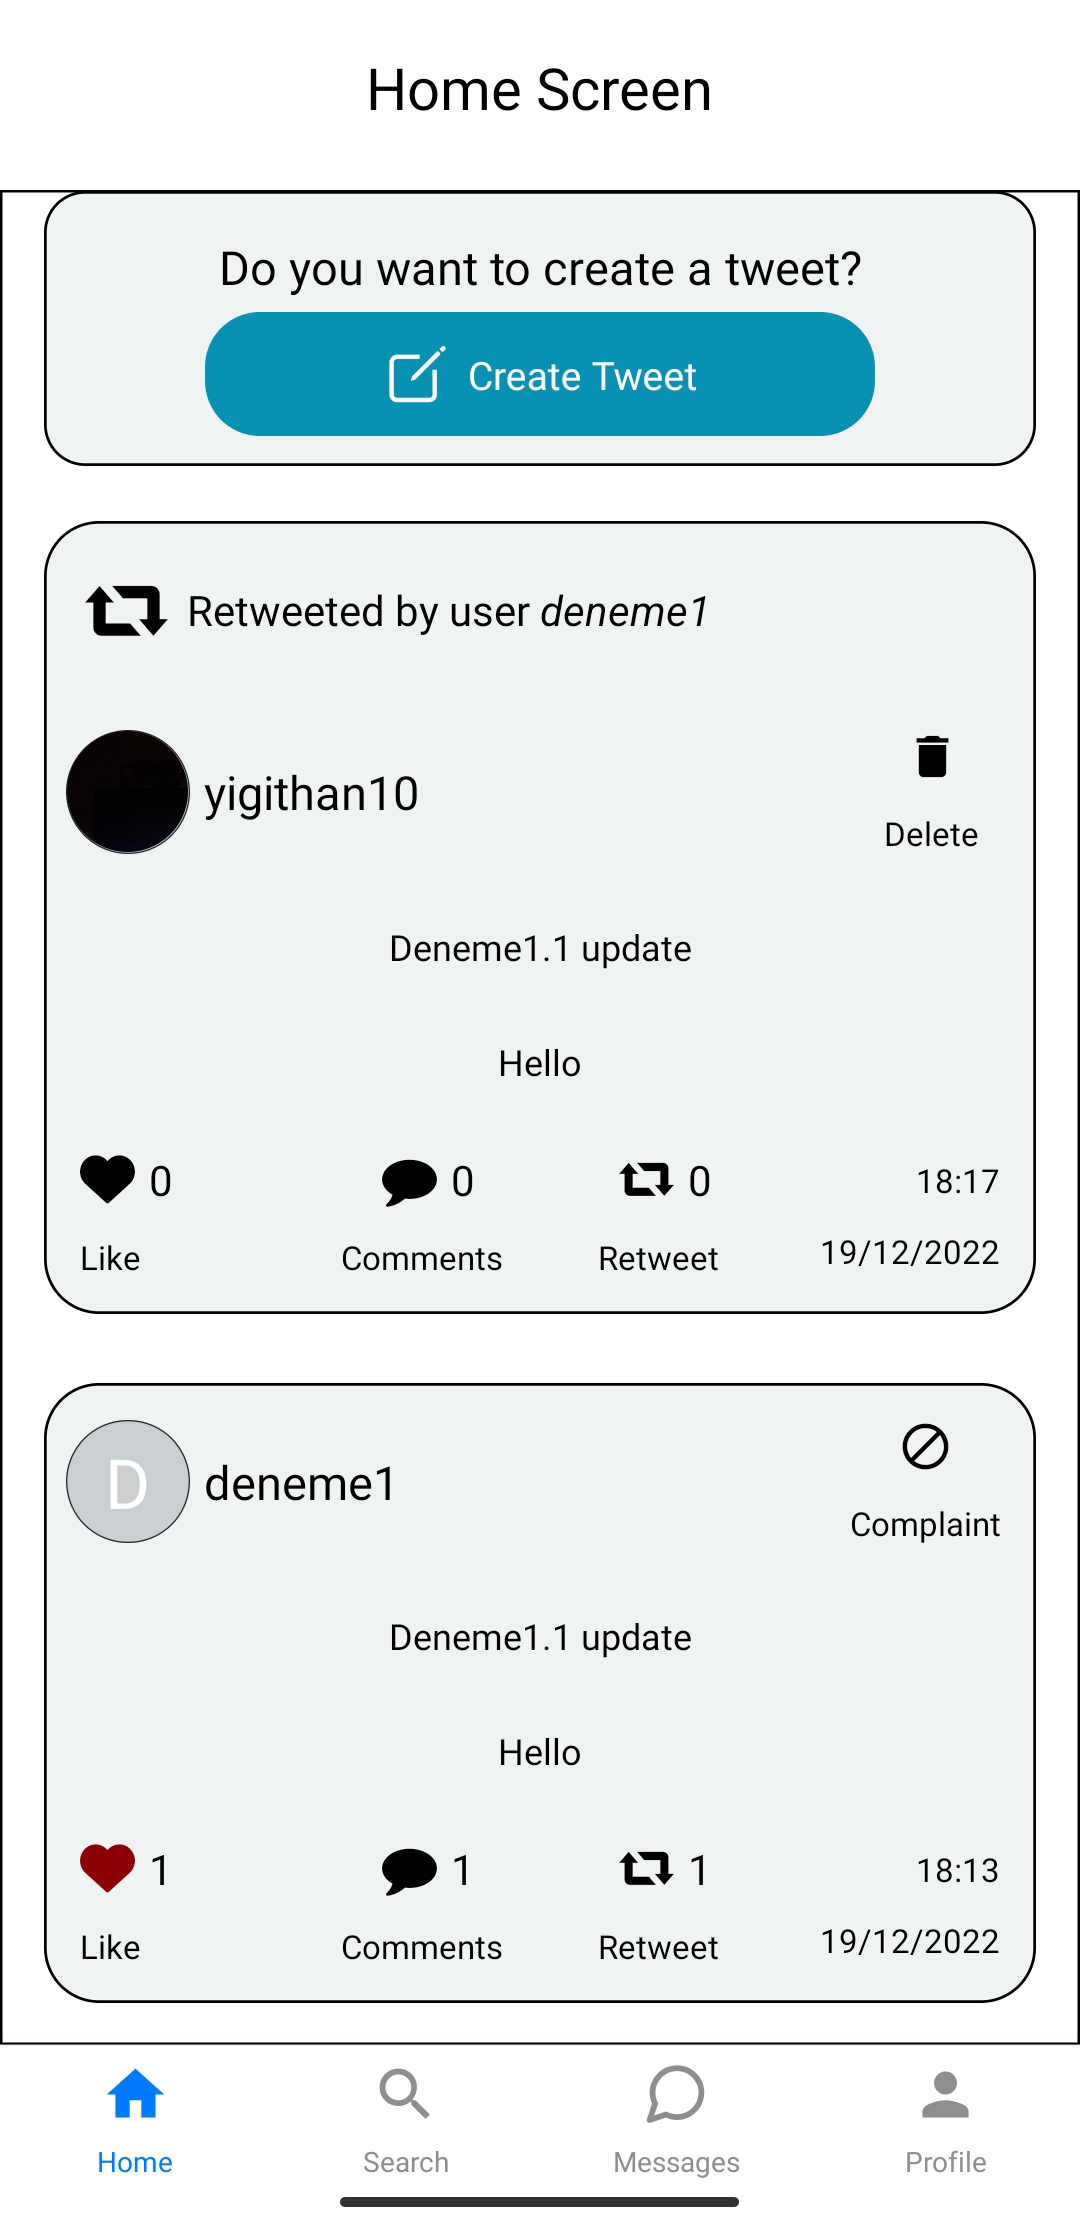 Home Screen
Do you want to create a tweet?
Create Tweet
Retweeted by user deneme1
yigithan10
Delete
Deneme1.1 update
Hello
0 0 0 18:17
Like Comments Retweet 19/12/2022
D deneme1
Complaint
Deneme1.1 update
Hello
1 1 1 18:13
Like Comments Retweet 19/12/2022
Home Search Messages Profile